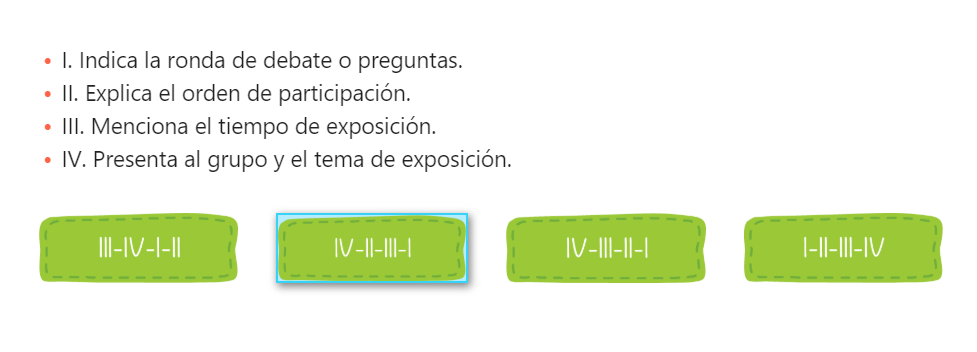 • I. Indica la ronda de debate o preguntas.
• II. Explica el orden de participación.
• III. Menciona el tiempo de exposición.
• IV. Presenta al grupo y el tema de exposición.
III-IV-I-II
IV-II-III-I
IV-III-II-I
I-II-III-IV